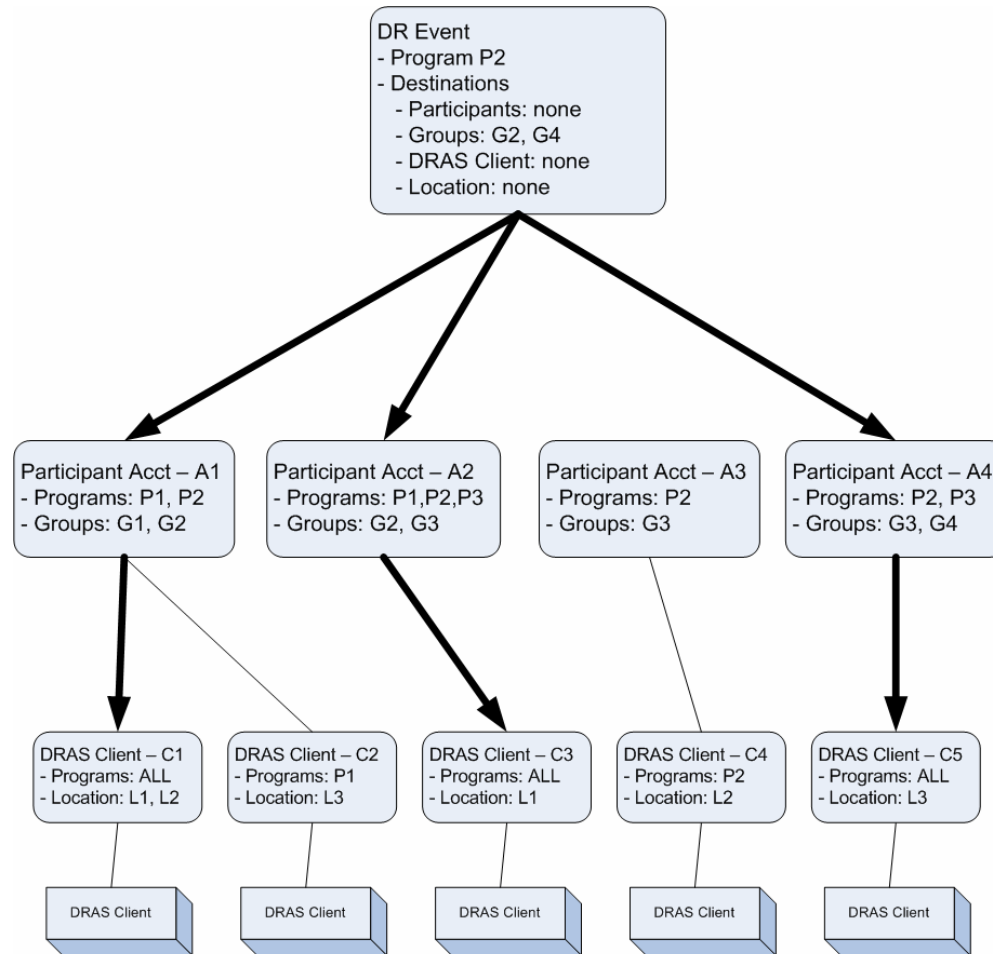 DR Event
- Program P2
- Destinations
- Participants: none
- Groups: G2, G4
- DRAS Client: none
- Location: none
Participant Acct – A1
- Programs: P1, P2
- Groups: G1, G2
Participant Acct – A2
- Programs: P1,P2,P3
- Groups: G2, G3
Participant Acct – A3
- Programs: P2
- Groups: G3
Participant Acct – A4
- Programs: P2, P3
- Groups: G3, G4
DRAS Client – C1
- Programs: ALL
- Location: L1, L2
DRAS Client – C2
- Programs: P1
- Location: L3
DRAS Client – C3
- Programs: ALL
- Location: L1
DRAS Client – C4
- Programs: P2
- Location: L2
DRAS Client – C5
- Programs: ALL
- Location: L3
DRAS Client
DRAS Client
DRAS Client
DRAS Client
DRAS Client